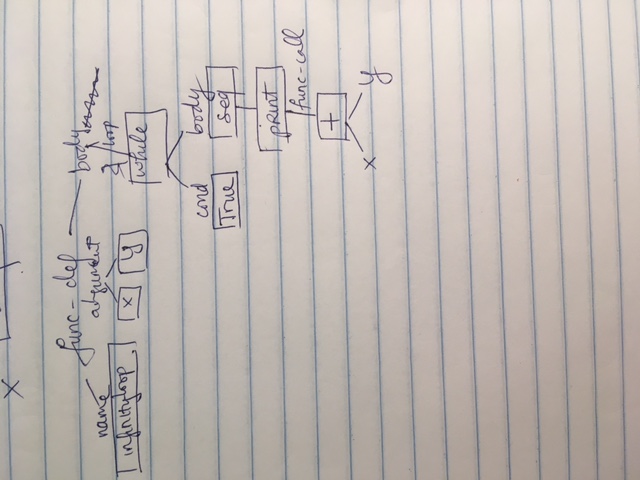 x
func-def
body
name
argument
infinityloop
x
y
loop
while
cond
body
True
seq
print
func-call
+
x
y